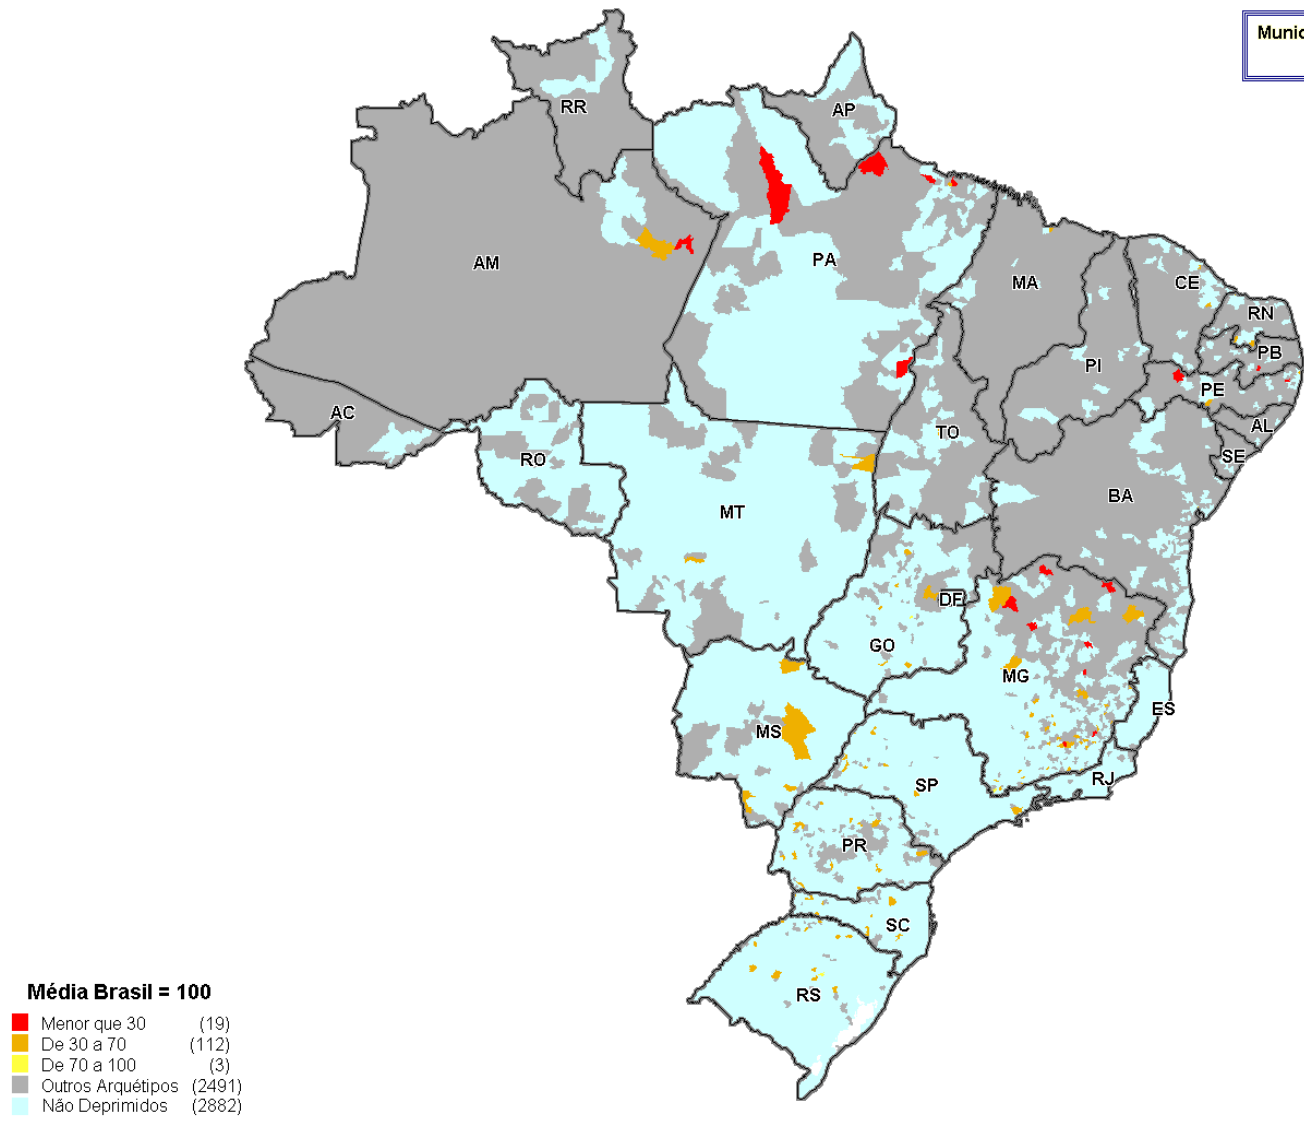 Munic
RR
AP
AM
PA
MA
CE
RN
PB
PI
PE
AC
AL
TO
SE
RO
BA
MT
DF
GO
MG
ES
MS
RJ
SP
PR
SC
RS
Média Brasil = 100
Menor que 30 (19)
De 30 a 70 (112)
De 70 a 100 (3)
Outros Arquétipos (2491)
Não Deprimidos (2882)